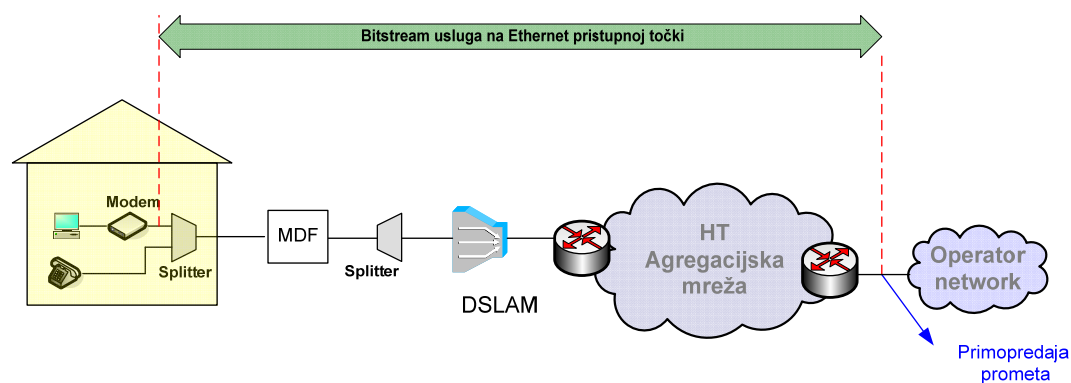 Bitstream usluga na Ethernet pristupnoj točki
Modem
Splitter
MDF
Splitter
DSLAM
HT
Agregacijska
mreža
Operator
network
Primopredaja
prometa